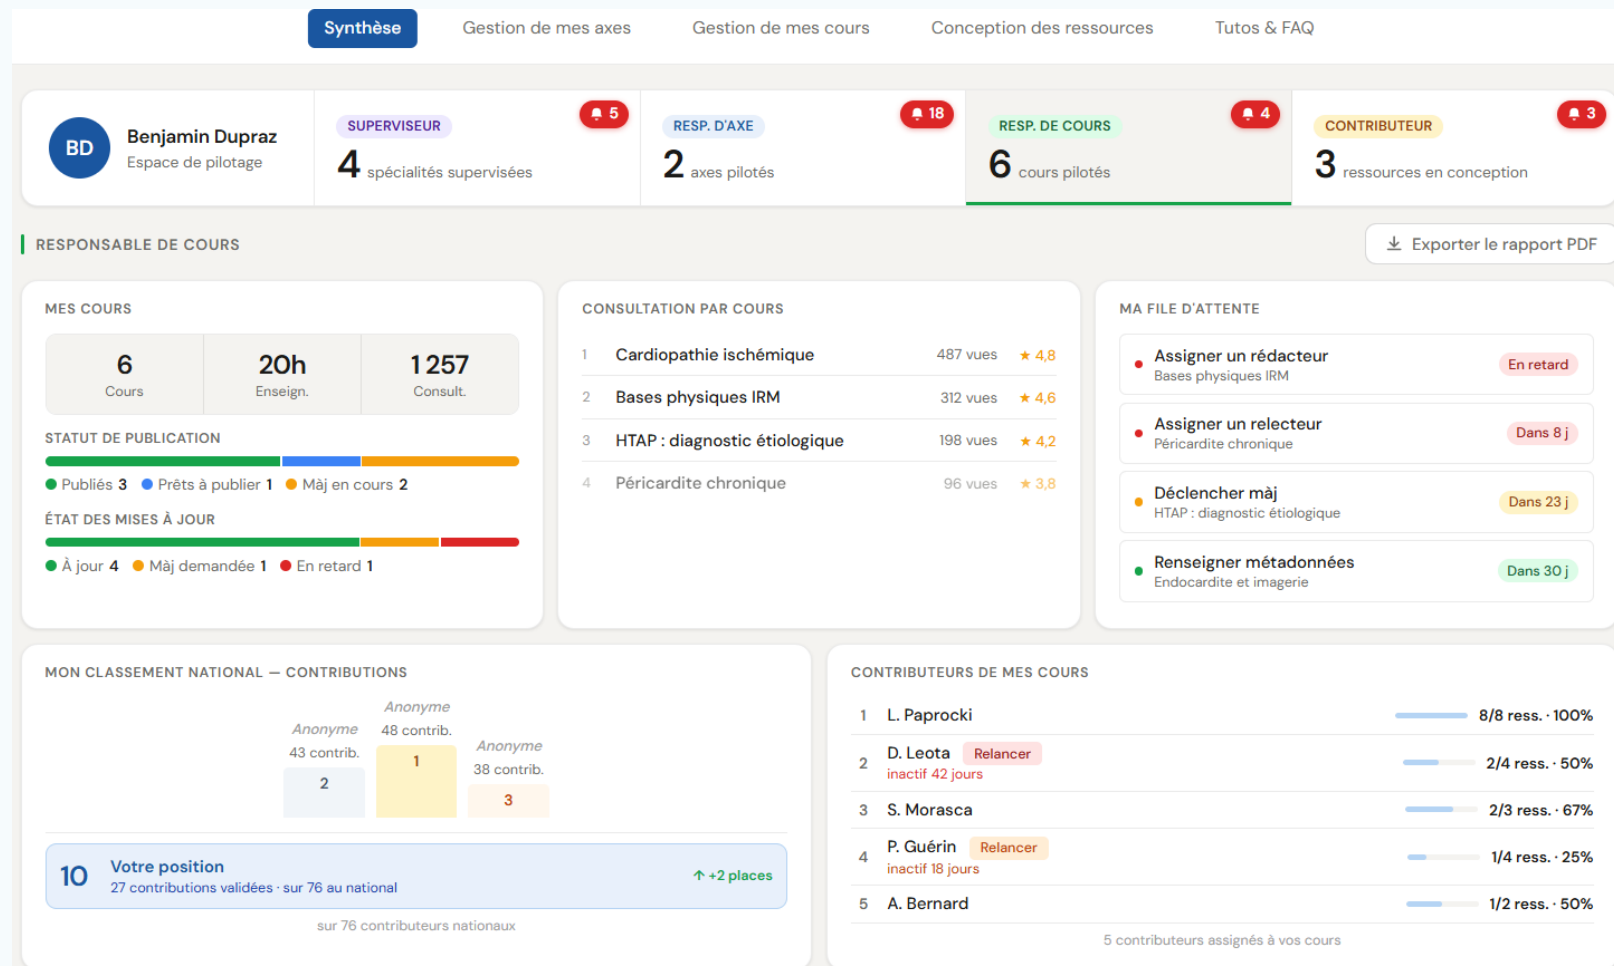 Synthèse
Gestion de mes axes
Gestion de mes cours
Conception des ressources
Tutos & FAQ
BD
Benjamin Dupraz
Espace de pilotage
SUPERVISEUR
5
4 spécialités supervisées
RESP. D'AXE
18
2 axes pilotés
RESP. DE COURS
4
6 cours pilotés
CONTRIBUTEUR
3
3 ressources en conception
RESPONSABLE DE COURS
Exporter le rapport PDF
MES COURS
6
Cours
20h
Enseign.
1 257
Consult.
STATUT DE PUBLICATION
Publiés 3
Prêts à publier 1
Màj en cours 2
ÉTAT DES MISES À JOUR
À jour 4
Màj demandée 1
En retard 1
CONSULTATION PAR COURS
1 Cardiopathie ischémique 487 vues ★ 4,8
2 Bases physiques IRM 312 vues ★ 4,6
3 HTAP : diagnostic étiologique 198 vues ★ 4,2
4 Péricardite chronique 96 vues ★ 3,8
MA FILE D'ATTENTE
Assigner un rédacteur
Bases physiques IRM
En retard
Assigner un relecteur
Péricardite chronique
Dans 8 j
Déclencher màj
HTAP : diagnostic étiologique
Dans 23 j
Renseigner métadonnées
Endocardite et imagerie
Dans 30 j
MON CLASSEMENT NATIONAL — CONTRIBUTIONS
Anonyme
43 contrib.
2
Anonyme
48 contrib.
1
Anonyme
38 contrib.
3
10
Votre position
27 contributions validées · sur 76 au national
↑ +2 places
sur 76 contributeurs nationaux
CONTRIBUTEURS DE MES COURS
1 L. Paprocki 8/8 ress. · 100%
2 D. Leota Relancer 2/4 ress. · 50%
inactif 42 jours
3 S. Morasca 2/3 ress. · 67%
4 P. Guérin Relancer 1/4 ress. · 25%
inactif 18 jours
5 A. Bernard 1/2 ress. · 50%
5 contributeurs assignés à vos cours